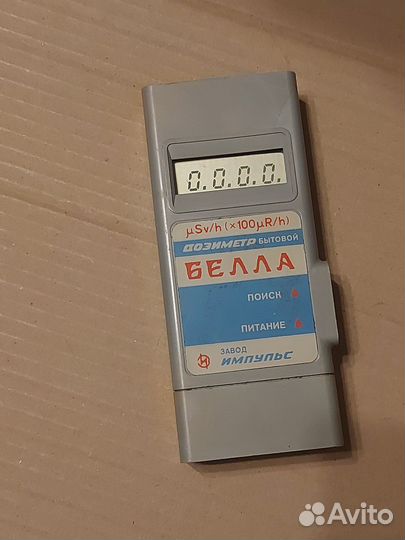 0.0.0.0.
μSv/h (×100μR/h)
ДОЗИМЕТР БЫТОВОЙ
БЕЛЛА
ПОИСК
ПИТАНИЕ
ЗАВОД
ИМПУЛЬС
Avito